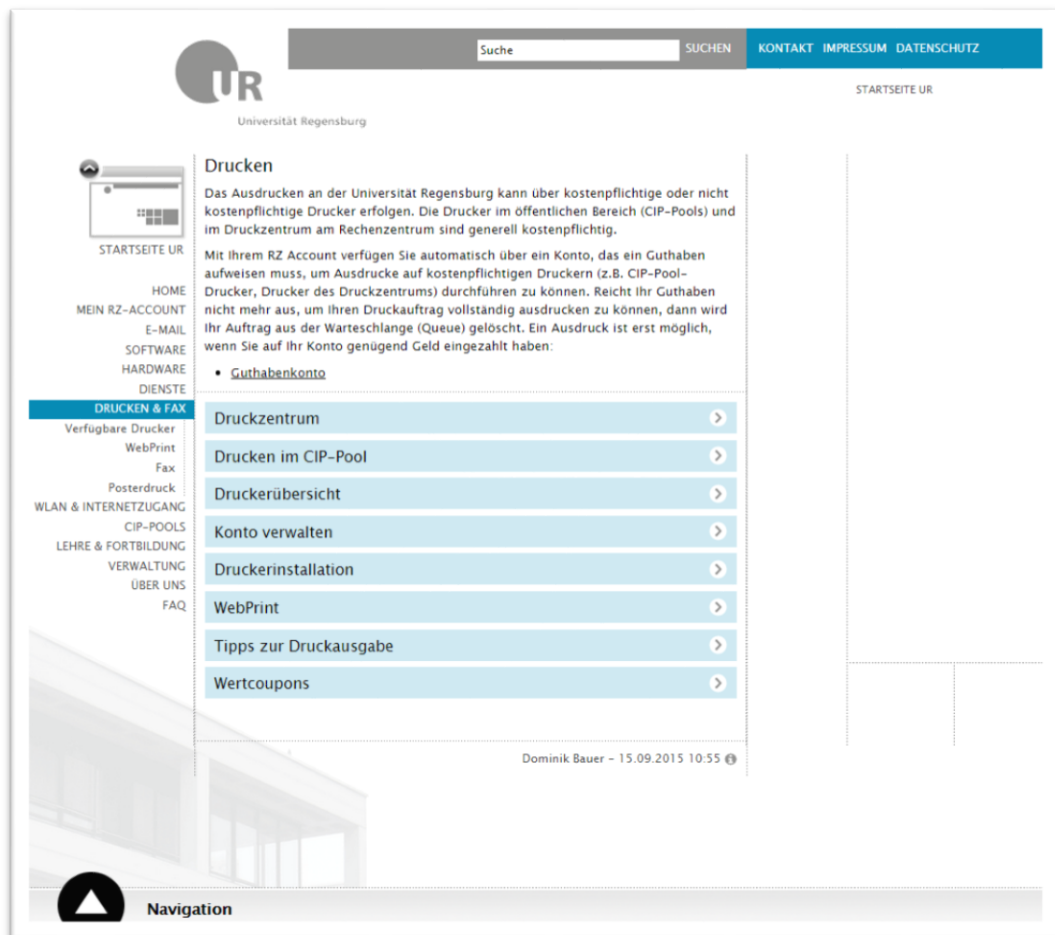 Suche
SUCHEN
KONTAKT IMPRESSUM DATENSCHUTZ
STARTSEITE UR
UR
Universität Regensburg
STARTSEITE UR
HOME
MEIN RZ-ACCOUNT
E-MAIL
SOFTWARE
HARDWARE
DIENSTE
DRUCKEN & FAX
Verfügbare Drucker
WebPrint
Fax
Posterdruck
WLAN & INTERNETZUGANG
CIP-POOLS
LEHRE & FORTBILDUNG
VERWALTUNG
ÜBER UNS
FAQ
Drucken
Das Ausdrucken an der Universität Regensburg kann über kostenpflichtige oder nicht
kostenpflichtige Drucker erfolgen. Die Drucker im öffentlichen Bereich (CIP-Pools) und
im Druckzentrum am Rechenzentrum sind generell kostenpflichtig.
Mit Ihrem RZ Account verfügen Sie automatisch über ein Konto, das ein Guthaben
aufweisen muss, um Ausdrucke auf kostenpflichtigen Druckern (z.B. CIP-Pool-
Drucker, Drucker des Druckzentrums) durchführen zu können. Reicht Ihr Guthaben
nicht mehr aus, um Ihren Druckauftrag vollständig ausdrucken zu können, dann wird
Ihr Auftrag aus der Warteschlange (Queue) gelöscht. Ein Ausdruck ist erst möglich,
wenn Sie auf Ihr Konto genügend Geld eingezahlt haben:
• Guthabenkonto
Druckzentrum
Drucken im CIP-Pool
Druckerübersicht
Konto verwalten
Druckerinstallation
WebPrint
Tipps zur Druckausgabe
Wertcoupons
Dominik Bauer - 15.09.2015 10:55
Navigation